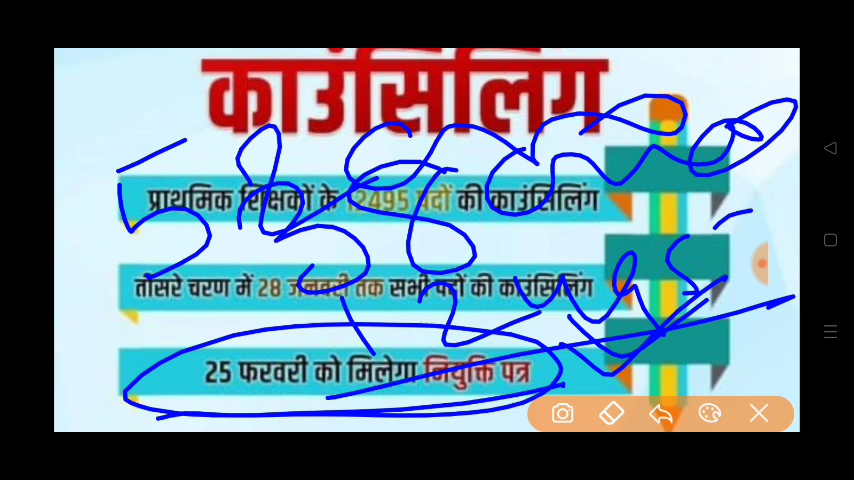 काउंसिलिंग
प्राथमिक शिक्षकों के 12495 पदों की काउंसिलिंग
तीसरे चरण में 28 जनवरी तक सभी पदों की काउंसिलिंग
25 फरवरी को मिलेगा नियुक्ति पत्र